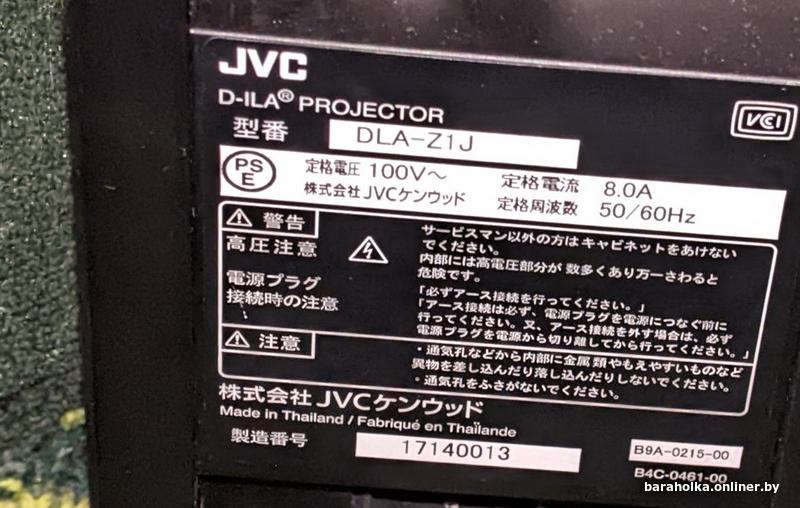 JVC
D-ILA® PROJECTOR
VCI
型番 DLA-Z1J
PS
E
定格電圧 100V～ 定格電流 8.0A
株式会社 JVCケンウッド 定格周波数 50/60Hz
警告
高圧注意
電源プラグ
接続時の注意
サービスマン以外の方はキャビネットをあけない
でください。
内部には高電圧部分が数多くあり万一さわると
危険です。
「必ずアース接続を行ってください。」
「アース接続は必ず、電源プラグを電源につなぐ前に
行ってください。又、アース接続を外す場合は、必ず
電源プラグを電源から切り離してから行ってください。」
注意
・通気孔などから内部に金属類やもえやすいものなど
異物を差し込んだり落し込んだりしないでください。
・通気孔をふさがないでください。
株式会社 JVCケンウッド
Made in Thailand / Fabriqué en Thaïlande
製造番号 17140013
B9A-0215-00
B4C-0461-00
baraholka.onliner.by